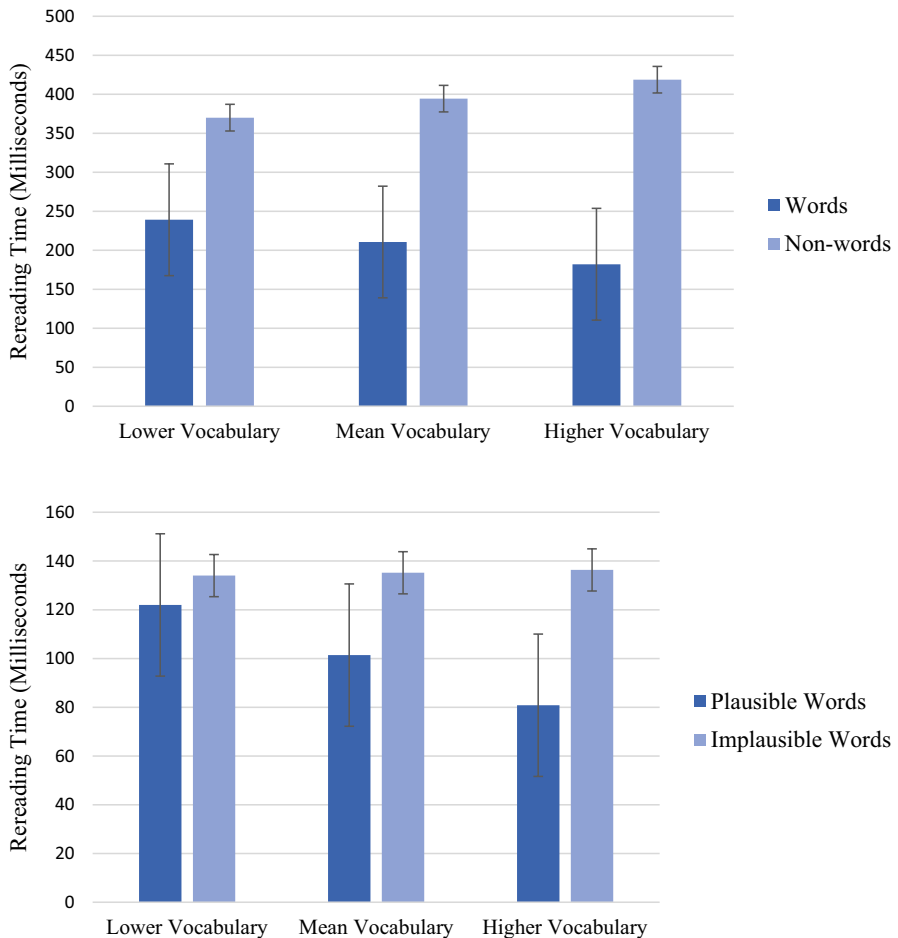 500
450
400
350
300
250
200
150
100
50
0
Rereading Time (Milliseconds)
Lower Vocabulary Mean Vocabulary Higher Vocabulary
Words
Non-words
160
140
120
100
80
60
40
20
0
Rereading Time (Milliseconds
Lower Vocabulary Mean Vocabulary Higher Vocabulary
Plausible Words
Implausible Words